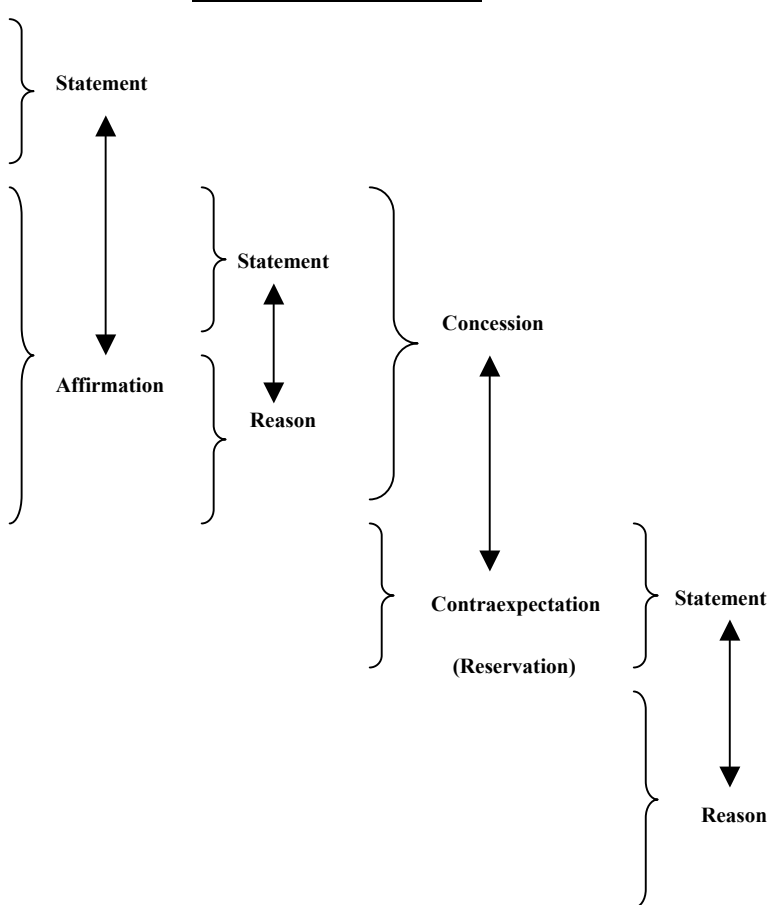 Statement
Statement
Concession
Affirmation
Reason
Contraexpectation
Statement
(Reservation)
Reason